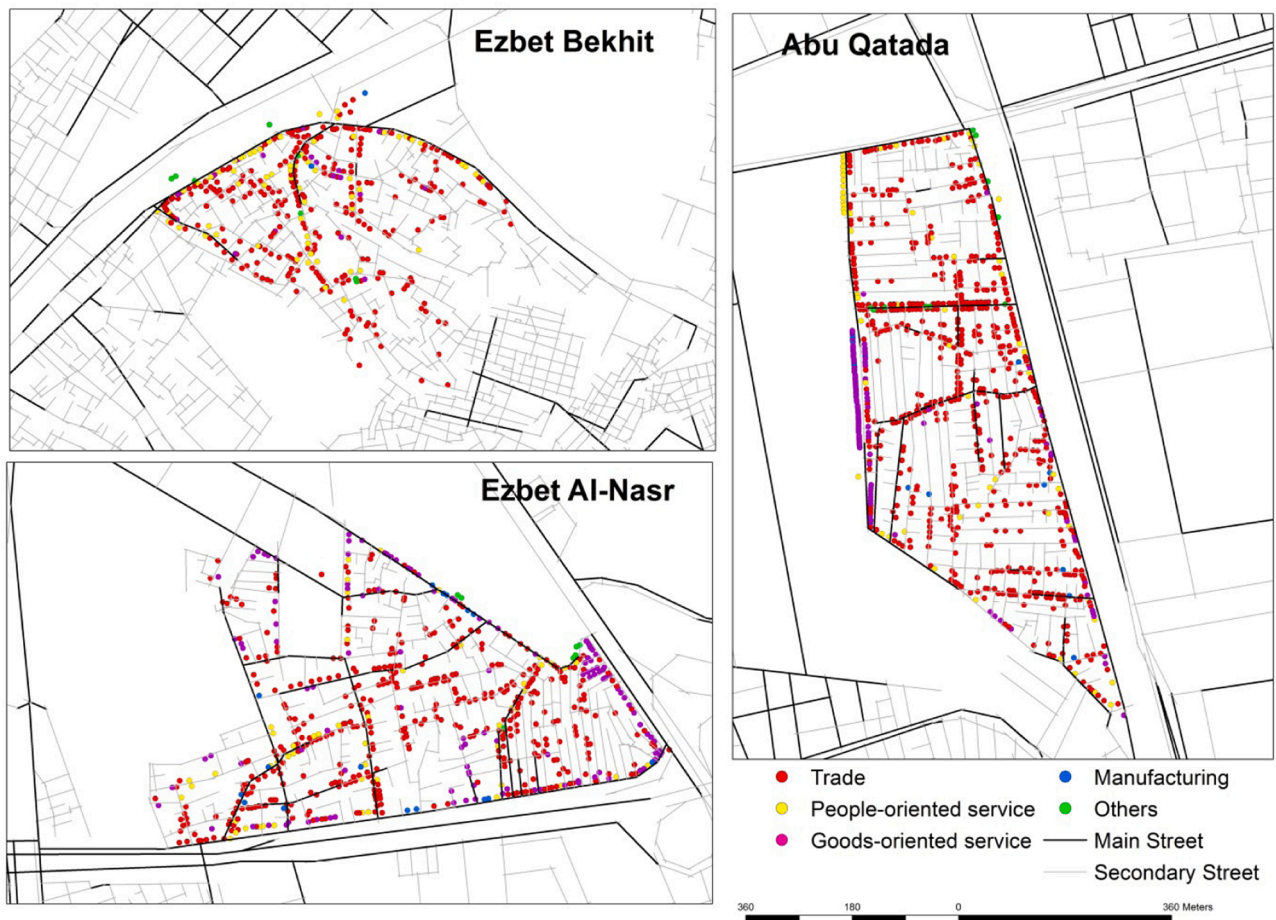 Ezbet Bekhit
Abu Qatada
Ezbet Al-Nasr
Trade
People-oriented service
Goods-oriented service
Manufacturing
Others
Main Street
Secondary Street
360 180 0 360 Meters